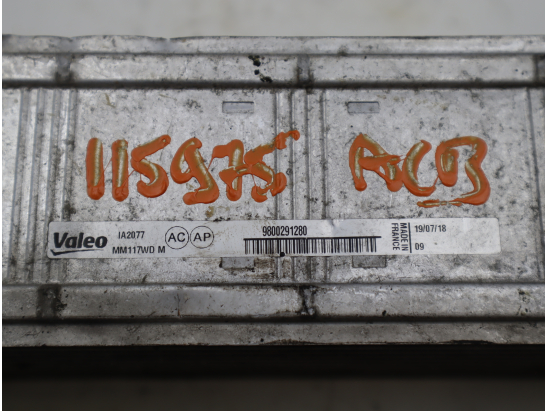 115975 ACB
Valeo IA2077 AC AP 9800291280 MADE IN FRANCE 19/07/18
MM117WD M 09